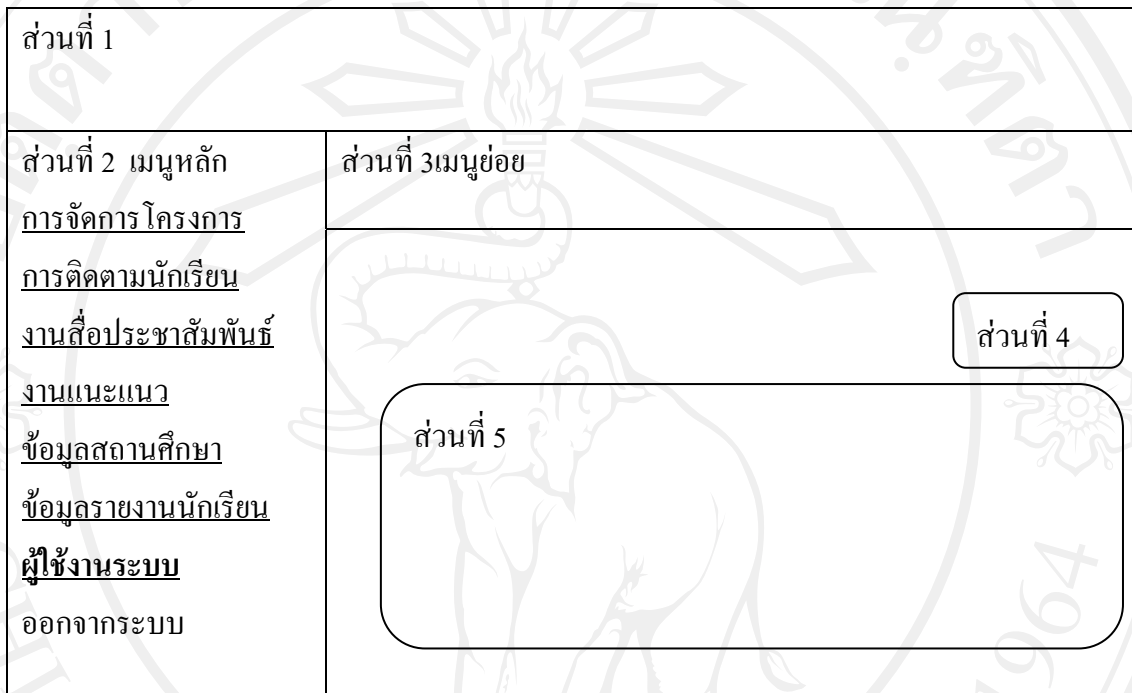 ส่วนที่ 1
ส่วนที่ 2 เมนูหลัก
การจัดการโครงการ
การติดตามนักเรียน
งานสื่อประชาสัมพันธ์
งานแนะแนว
ข้อมูลสถานศึกษา
ข้อมูลรายงานนักเรียน
ผู้ใช้งานระบบ
ออกจากระบบ
ส่วนที่ 3เมนูย่อย
ส่วนที่ 4
ส่วนที่ 5
1964